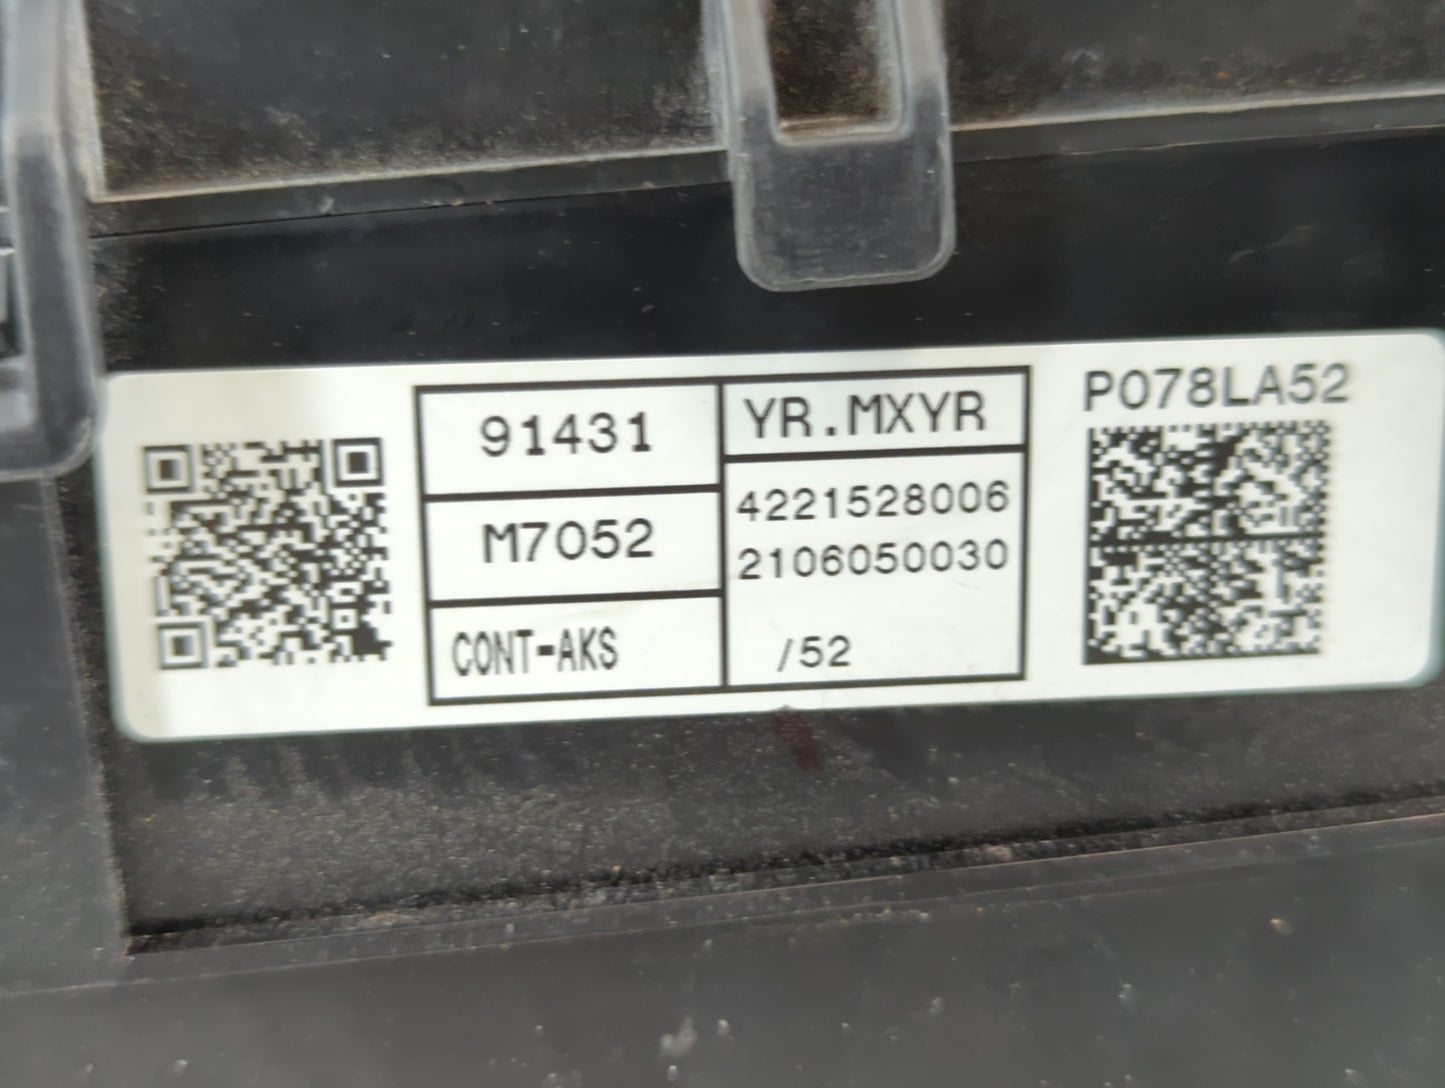 91431
M7052
CONT-AKS
YR.MXYR
4221528006
2106050030
/52
P078LA52